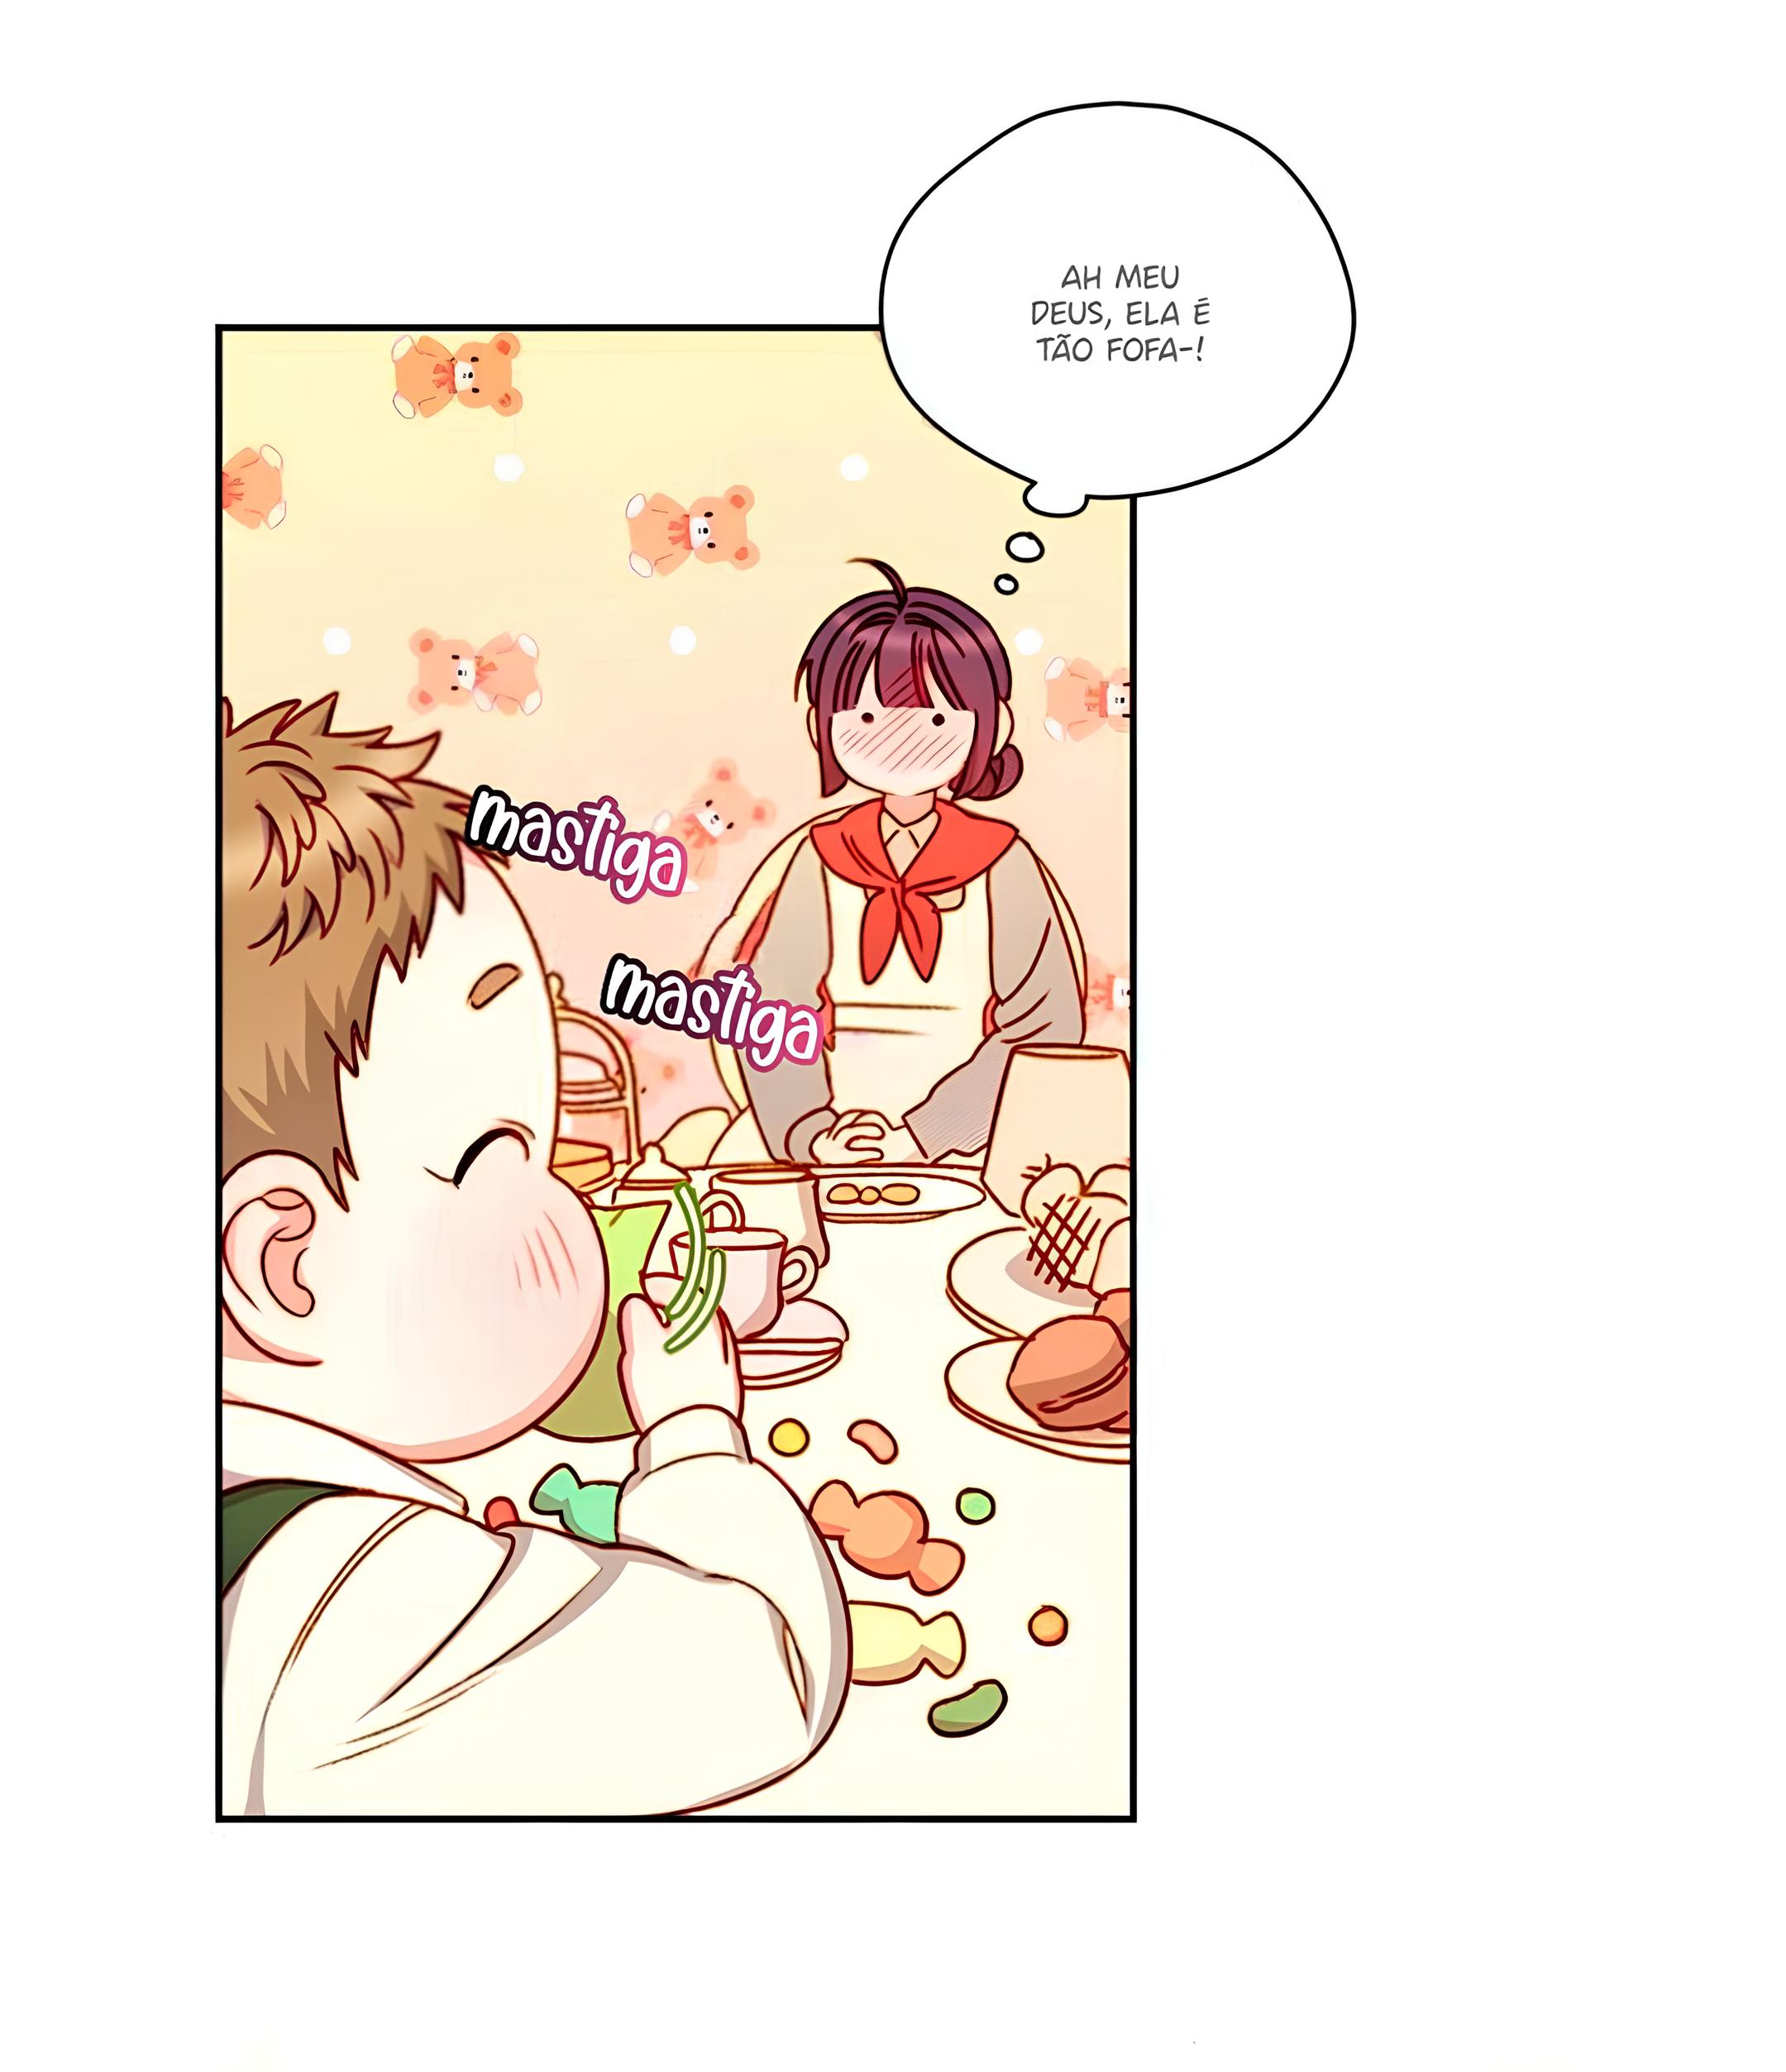 AH MEU
DEUS, ELA É
TÃO FOFA-!
mastiga
mastiga